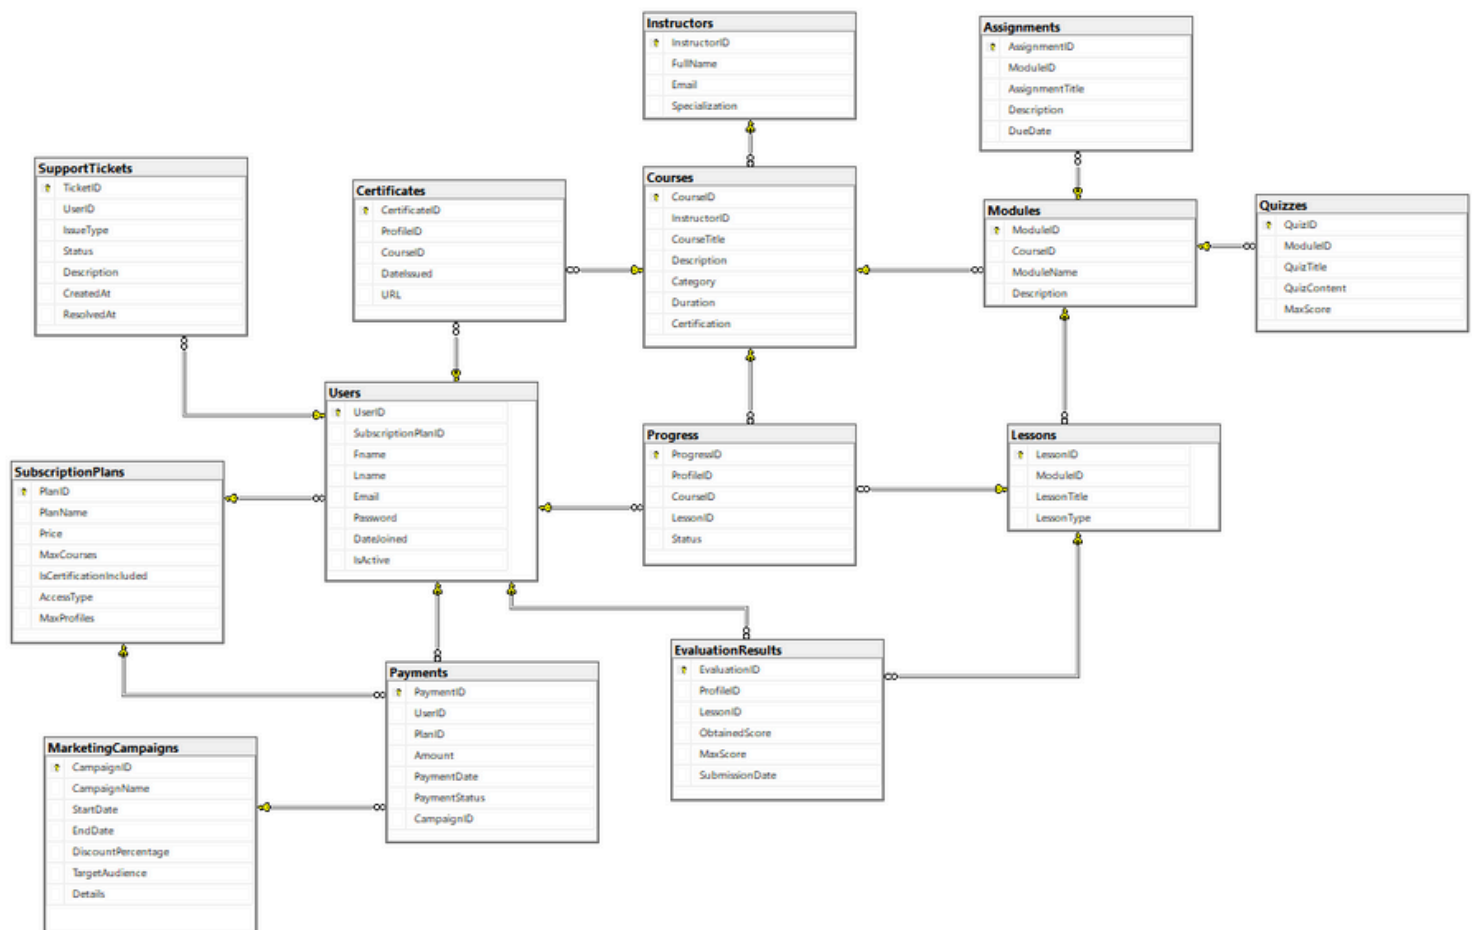 Instructors
InstructorID
FullName
Email
Specialization
Assignments
AssignmentID
ModuleID
AssignmentTitle
Description
DueDate
SupportTickets
TicketID
UserID
IssueType
Status
Description
CreatedAt
ResolvedAt
Certificates
CertificateID
ProfileID
CourseID
DateIssued
URL
Courses
CourseID
InstructorID
CourseTitle
Description
Category
Duration
Certification
Modules
ModuleID
CourseID
ModuleName
Description
Quizzes
QuizID
ModuleID
QuizTitle
QuizContent
MaxScore
Users
UserID
SubscriptionPlanID
Fname
Lname
Email
Password
DateJoined
IsActive
Progress
ProgressID
ProfileID
CourseID
LessonID
Status
Lessons
LessonID
ModuleID
LessonTitle
LessonType
SubscriptionPlans
PlanID
PlanName
Price
MaxCourses
IsCertificationIncluded
AccessType
MaxProfiles
Payments
PaymentID
UserID
PlanID
Amount
PaymentDate
PaymentStatus
CampaignID
EvaluationResults
EvaluationID
ProfileID
LessonID
ObtainedScore
MaxScore
SubmissionDate
MarketingCampaigns
CampaignID
CampaignName
StartDate
EndDate
DiscountPercentage
TargetAudience
Details